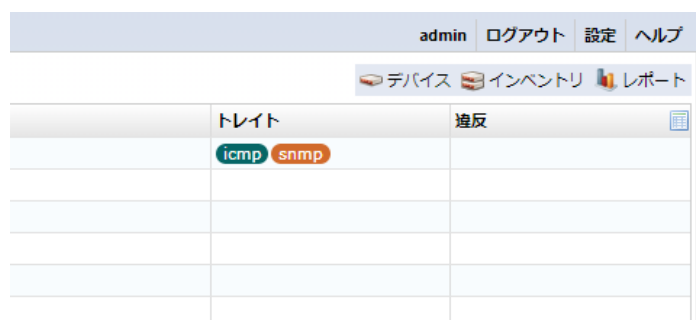 admin ログアウト 設定 ヘルプ
デバイス インベントリ レポート
トレイト 違反
icmp snmp